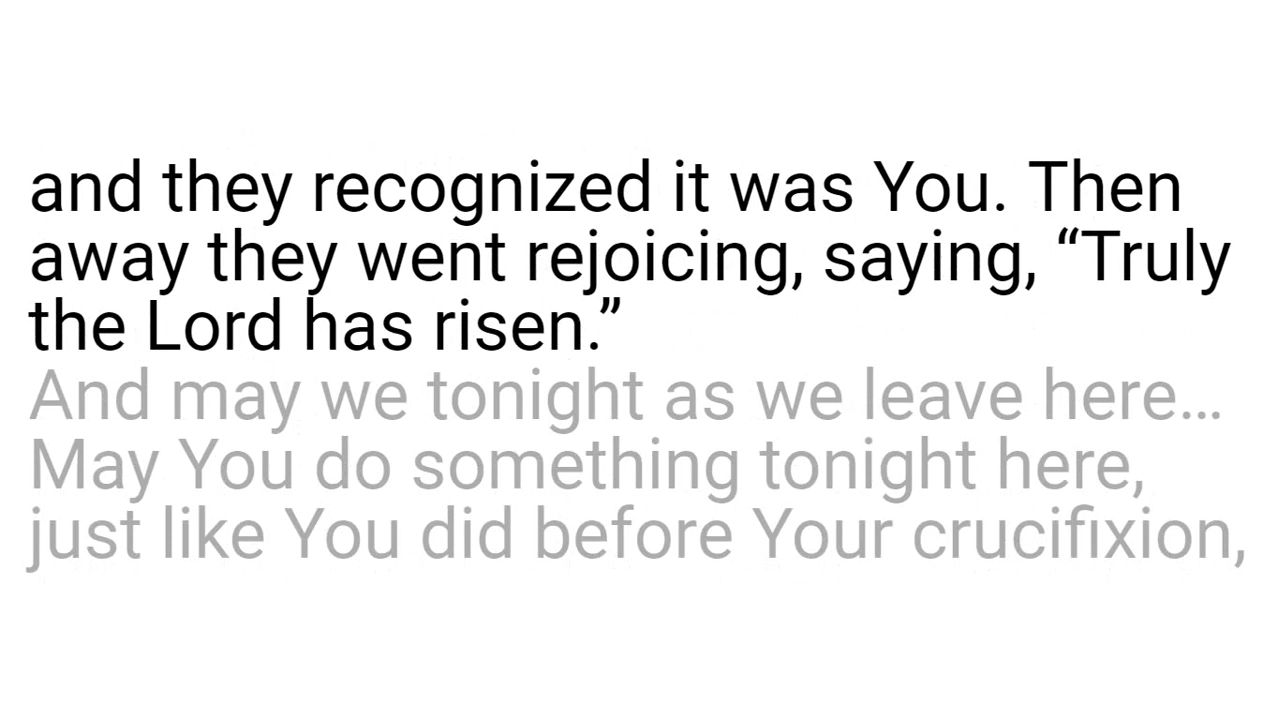 and they recognized it was You. Then
away they went rejoicing, saying, “Truly
the Lord has risen.”
And may we tonight as we leave here…
May You do something tonight here,
just like You did before Your crucifixion,